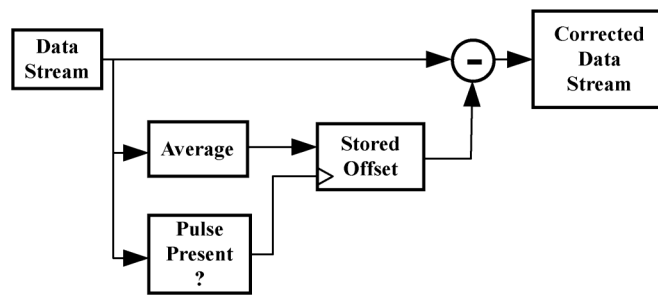 Data
Stream
-
Corrected
Data
Stream
Average
Stored
Offset
Pulse
Present
?